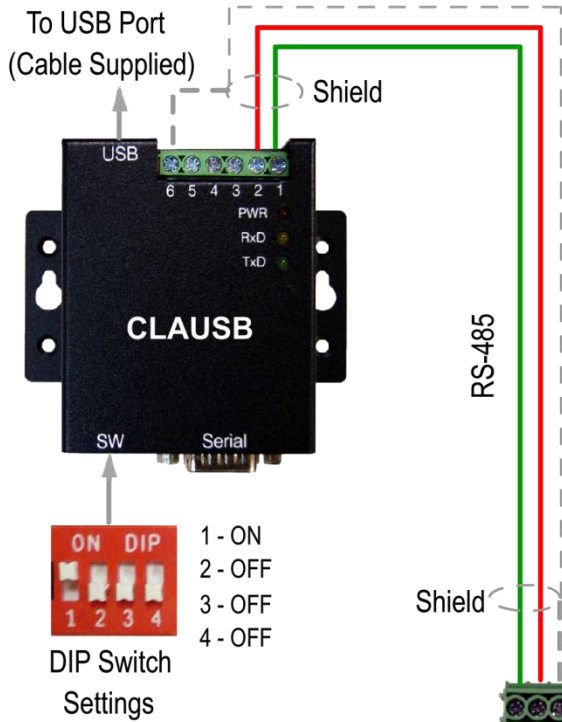 To USB Port
(Cable Supplied)
Shield
USB
6 5 4 3 2 1
PWR
RxD
TxD
CLAUSB
RS-485
SW
Serial
ON DIP
1 2 3 4
1 - ON
2 - OFF
3 - OFF
4 - OFF
Shield
DIP Switch
Settings